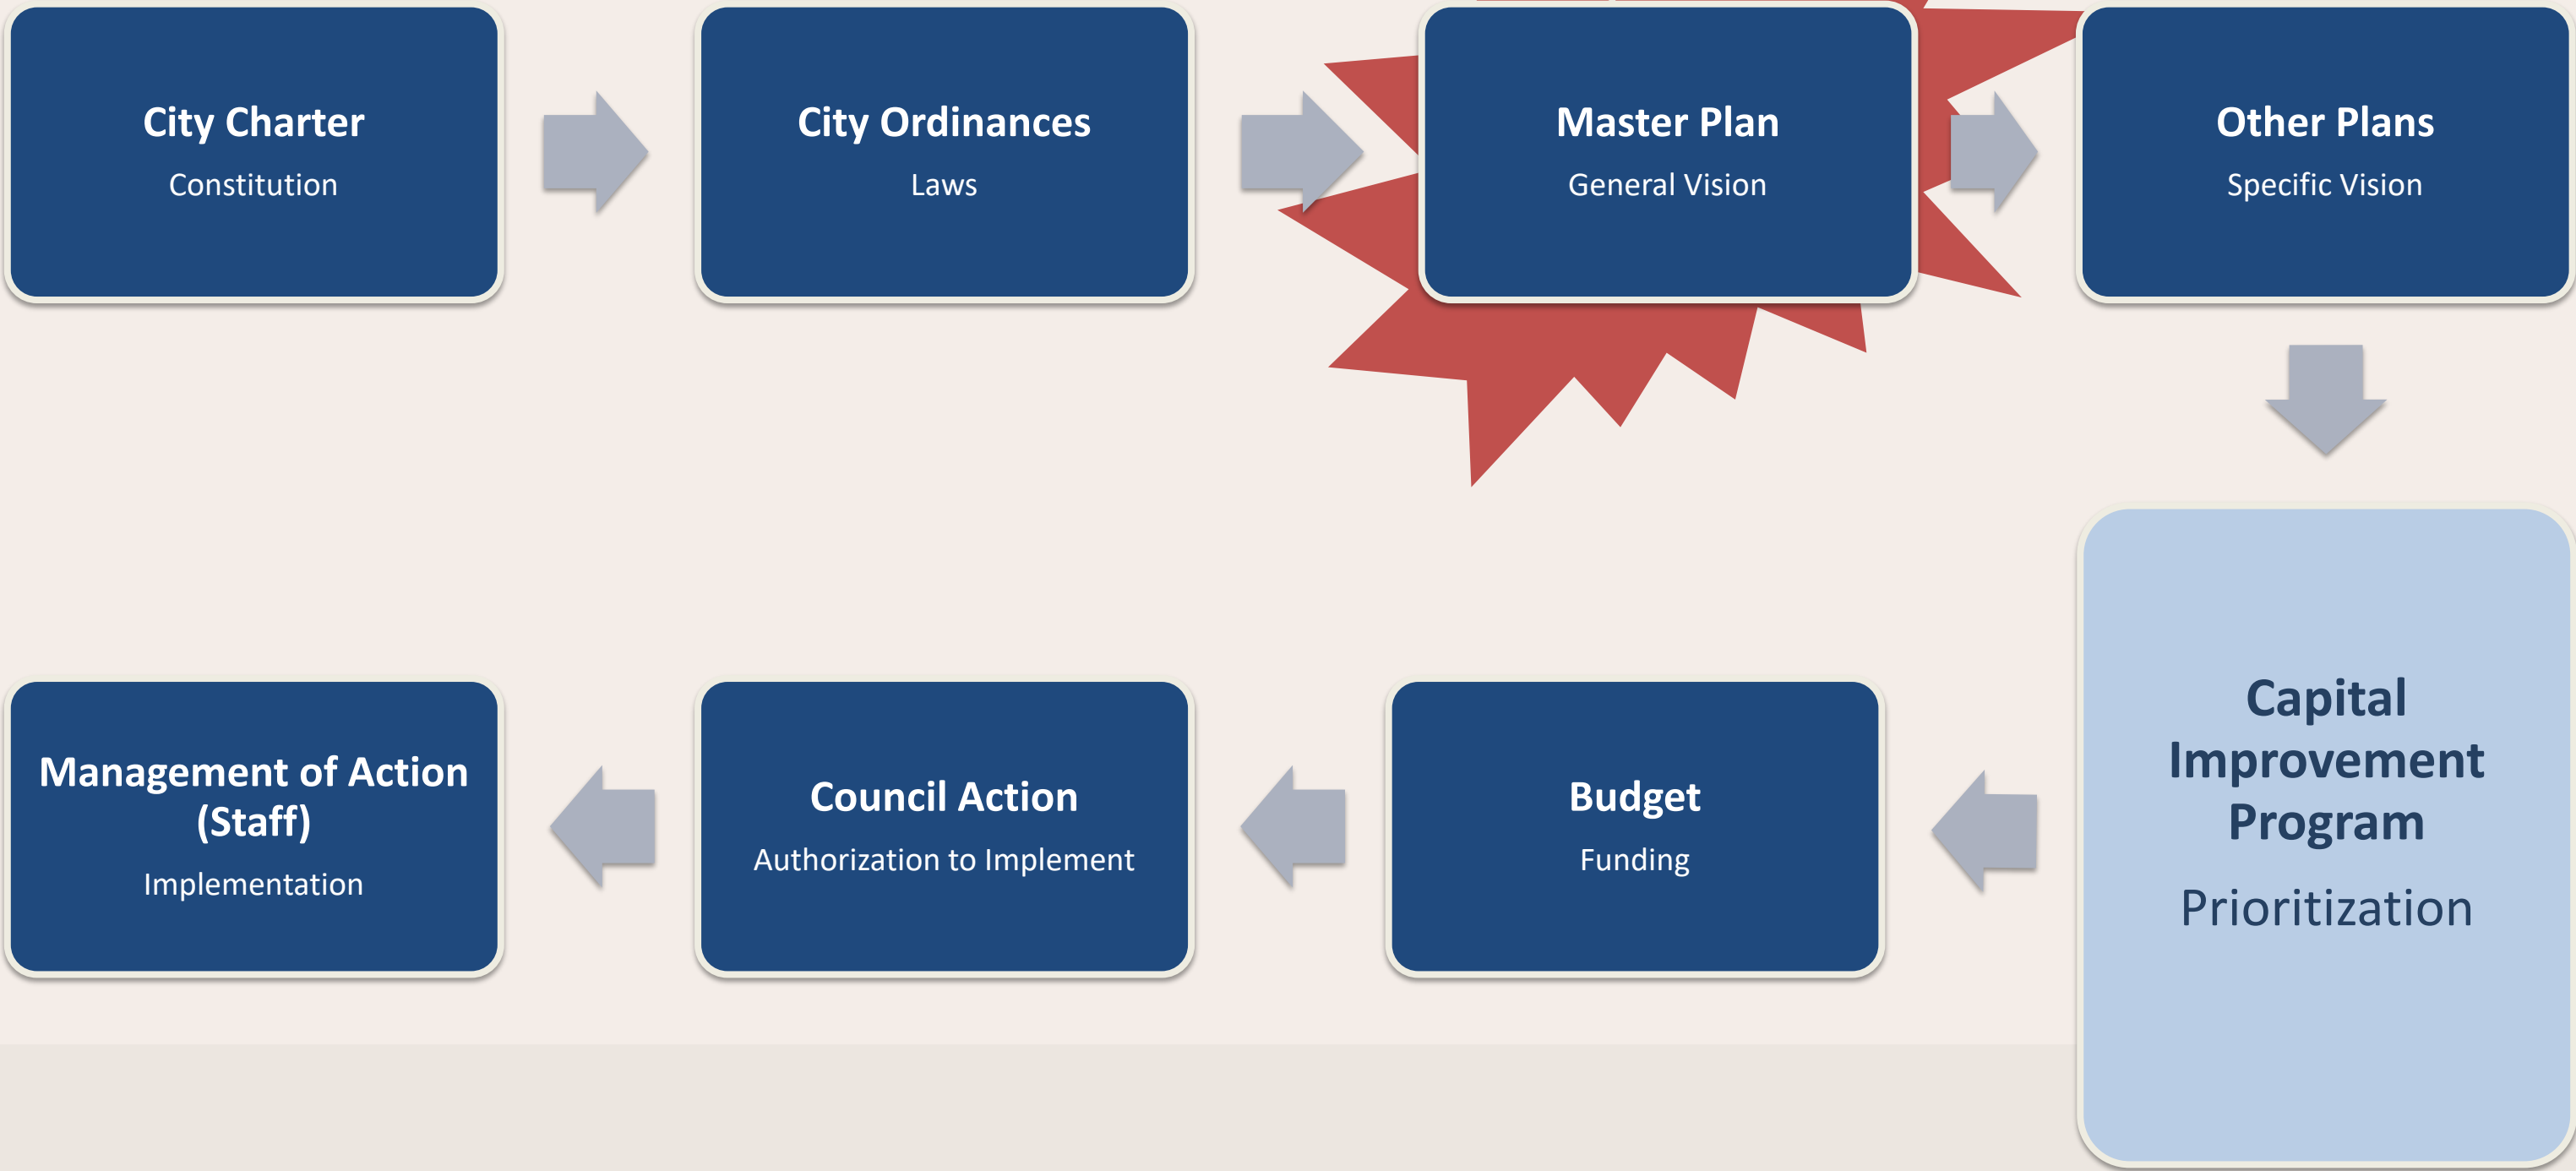 City Charter
Constitution
City Ordinances
Laws
Master Plan
General Vision
Other Plans
Specific Vision
Capital
Improvement
Program
Prioritization
Budget
Funding
Council Action
Authorization to Implement
Management of Action
(Staff)
Implementation